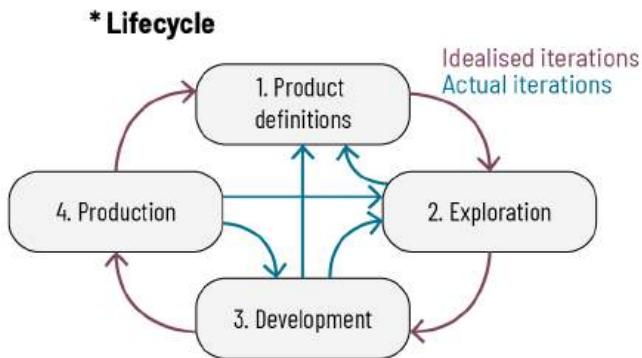 * Lifecycle
Idealised iterations
Actual iterations
1. Product
definitions
4. Production
2. Exploration
3. Development